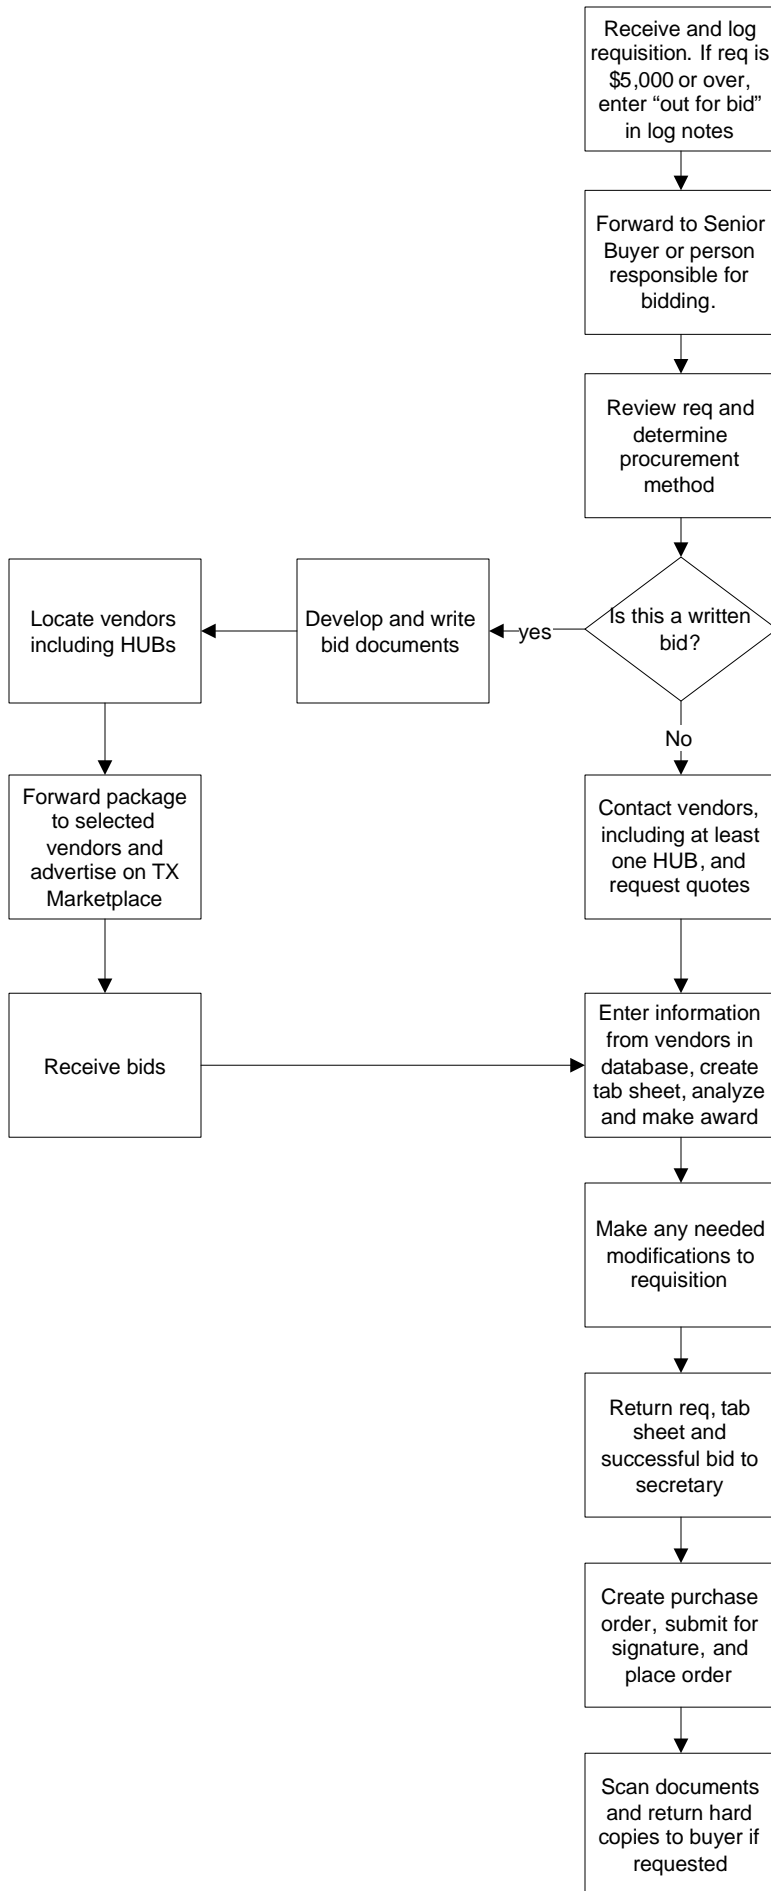 Receive and log
requisition. If req is
$5,000 or over,
enter “out for bid”
in log notes
Forward to Senior
Buyer or person
responsible for
bidding.
Review req and
determine
procurement
method
Is this a written
bid?
yes
Develop and write
bid documents
Locate vendors
including HUBs
Forward package
to selected
vendors and
advertise on TX
Marketplace
Receive bids
No
Contact vendors,
including at least
one HUB, and
request quotes
Enter information
from vendors in
database, create
tab sheet, analyze
and make award
Make any needed
modifications to
requisition
Return req, tab
sheet and
successful bid to
secretary
Create purchase
order, submit for
signature, and
place order
Scan documents
and return hard
copies to buyer if
requested